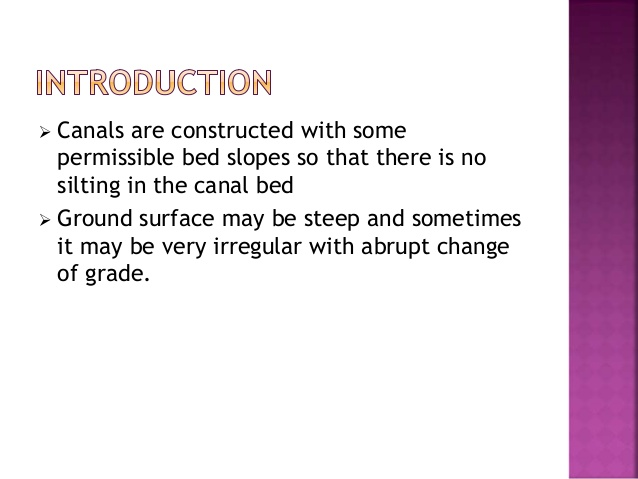 INTRODUCTION
➢ Canals are constructed with some
permissible bed slopes so that there is no
silting in the canal bed
➢ Ground surface may be steep and sometimes
it may be very irregular with abrupt change
of grade.